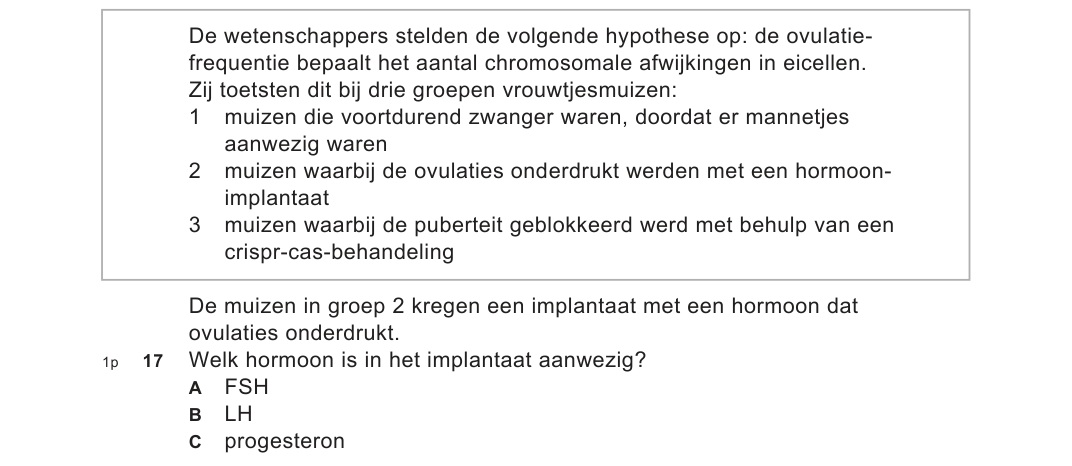 De wetenschappers stelden de volgende hypothese op: de ovulatie-
frequentie bepaalt het aantal chromosomale afwijkingen in eicellen.
Zij toetsten dit bij drie groepen vrouwtjesmuizen:
1 muizen die voortdurend zwanger waren, doordat er mannetjes
aanwezig waren
2 muizen waarbij de ovulaties onderdrukt werden met een hormoon-
implantaat
3 muizen waarbij de puberteit geblokkeerd werd met behulp van een
crispr-cas-behandeling
De muizen in groep 2 kregen een implantaat met een hormoon dat
ovulaties onderdrukt.
1p 17 Welk hormoon is in het implantaat aanwezig?
A FSH
B LH
C progesteron